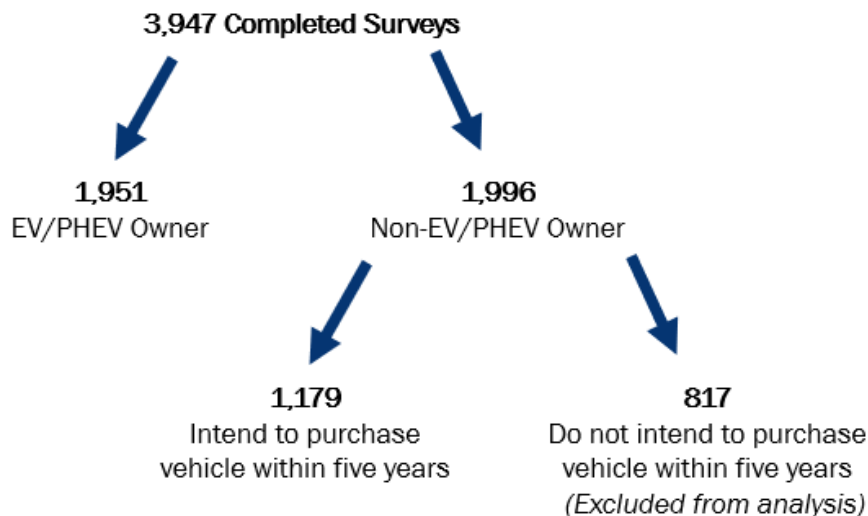 3,947 Completed Surveys
1,951
EV/PHEV Owner
1,996
Non-EV/PHEV Owner
1,179
Intend to purchase
vehicle within five years
817
Do not intend to purchase
vehicle within five years
(Excluded from analysis)